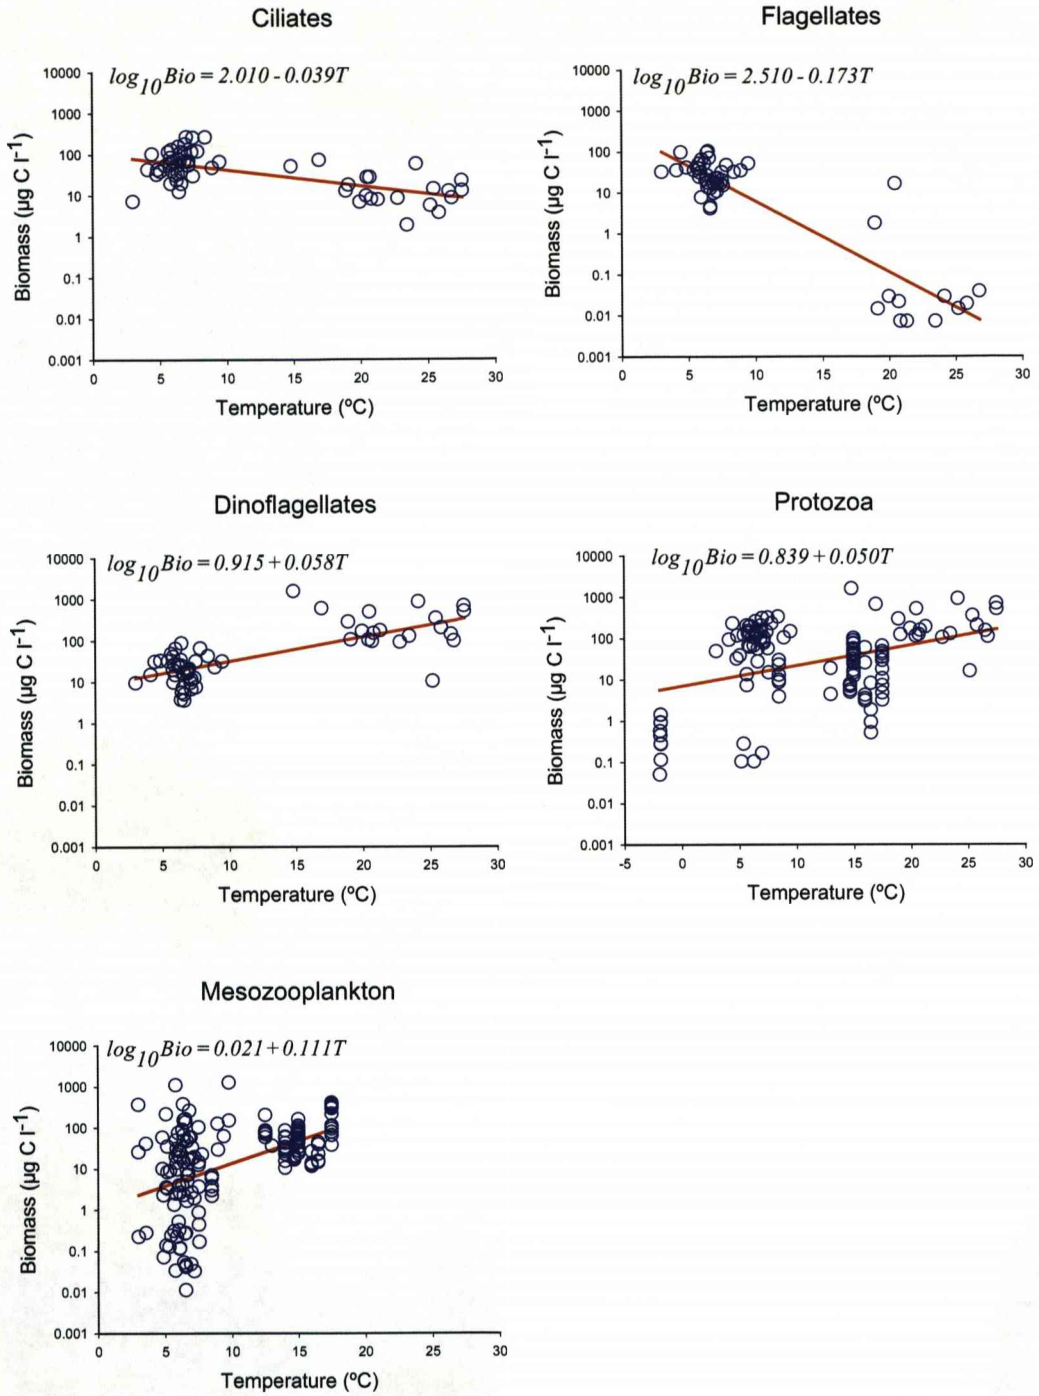 Ciliates
log10Bio = 2.010 - 0.039T
10000
1000
100
10
1
0.1
0.01
0.001
Biomass (µg C l-1)
0 5 10 15 20 25 30
Temperature (ºC)
Flagellates
log10Bio = 2.510 - 0.173T
10000
1000
100
10
1
0.1
0.01
0.001
Biomass (µg C l-1)
0 5 10 15 20 25 30
Temperature (ºC)
Dinoflagellates
log10Bio = 0.915 + 0.058T
10000
1000
100
10
1
0.1
0.01
0.001
Biomass (µg C l-1)
0 5 10 15 20 25 30
Temperature (ºC)
Protozoa
log10Bio = 0.839 + 0.050T
10000
1000
100
10
1
0.1
0.01
0.001
Biomass (µg C l-1)
-5 0 5 10 15 20 25 30
Temperature (ºC)
Mesozooplankton
log10Bio = 0.021 + 0.111T
10000
1000
100
10
1
0.1
0.01
0.001
Biomass (µg C l-1)
0 5 10 15 20 25 30
Temperature (ºC)